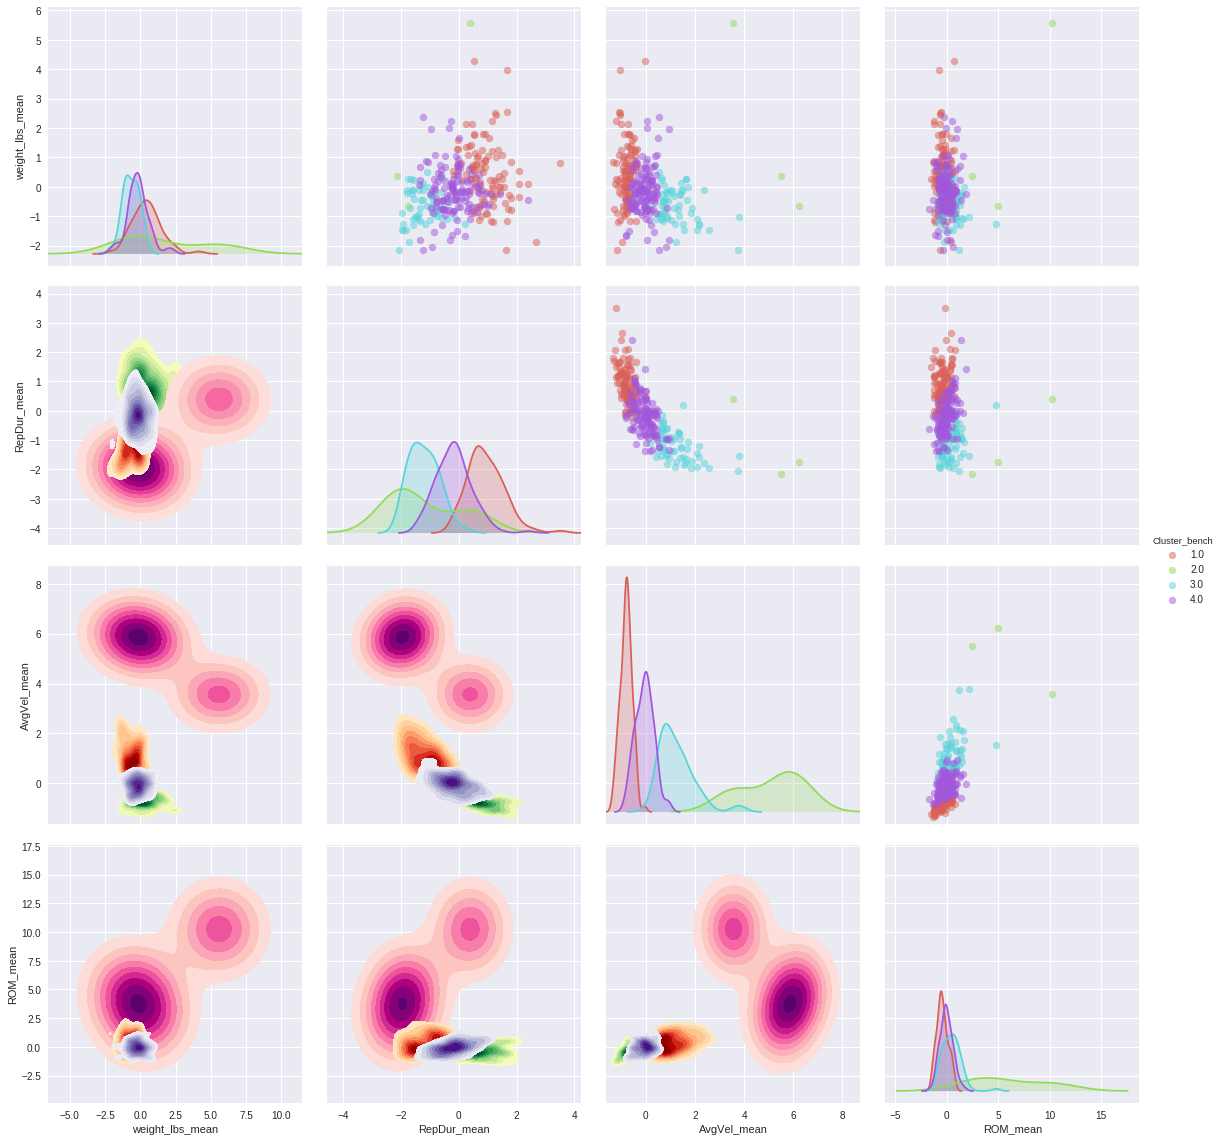 6
5
4
3
2
1
0
−1
−2
weight_lbs_mean
4
3
2
1
0
−1
−2
−3
−4
RepDur_mean
Cluster_bench
1.0
2.0
3.0
4.0
8
6
4
2
0
AvgVel_mean
17.5
15.0
12.5
10.0
7.5
5.0
2.5
0.0
−2.5
ROM_mean
−5.0 −2.5 0.0 2.5 5.0 7.5 10.0
weight_lbs_mean
−4 −2 0 2 4
RepDur_mean
0 2 4 6 8
AvgVel_mean
−5 0 5 10 15
ROM_mean